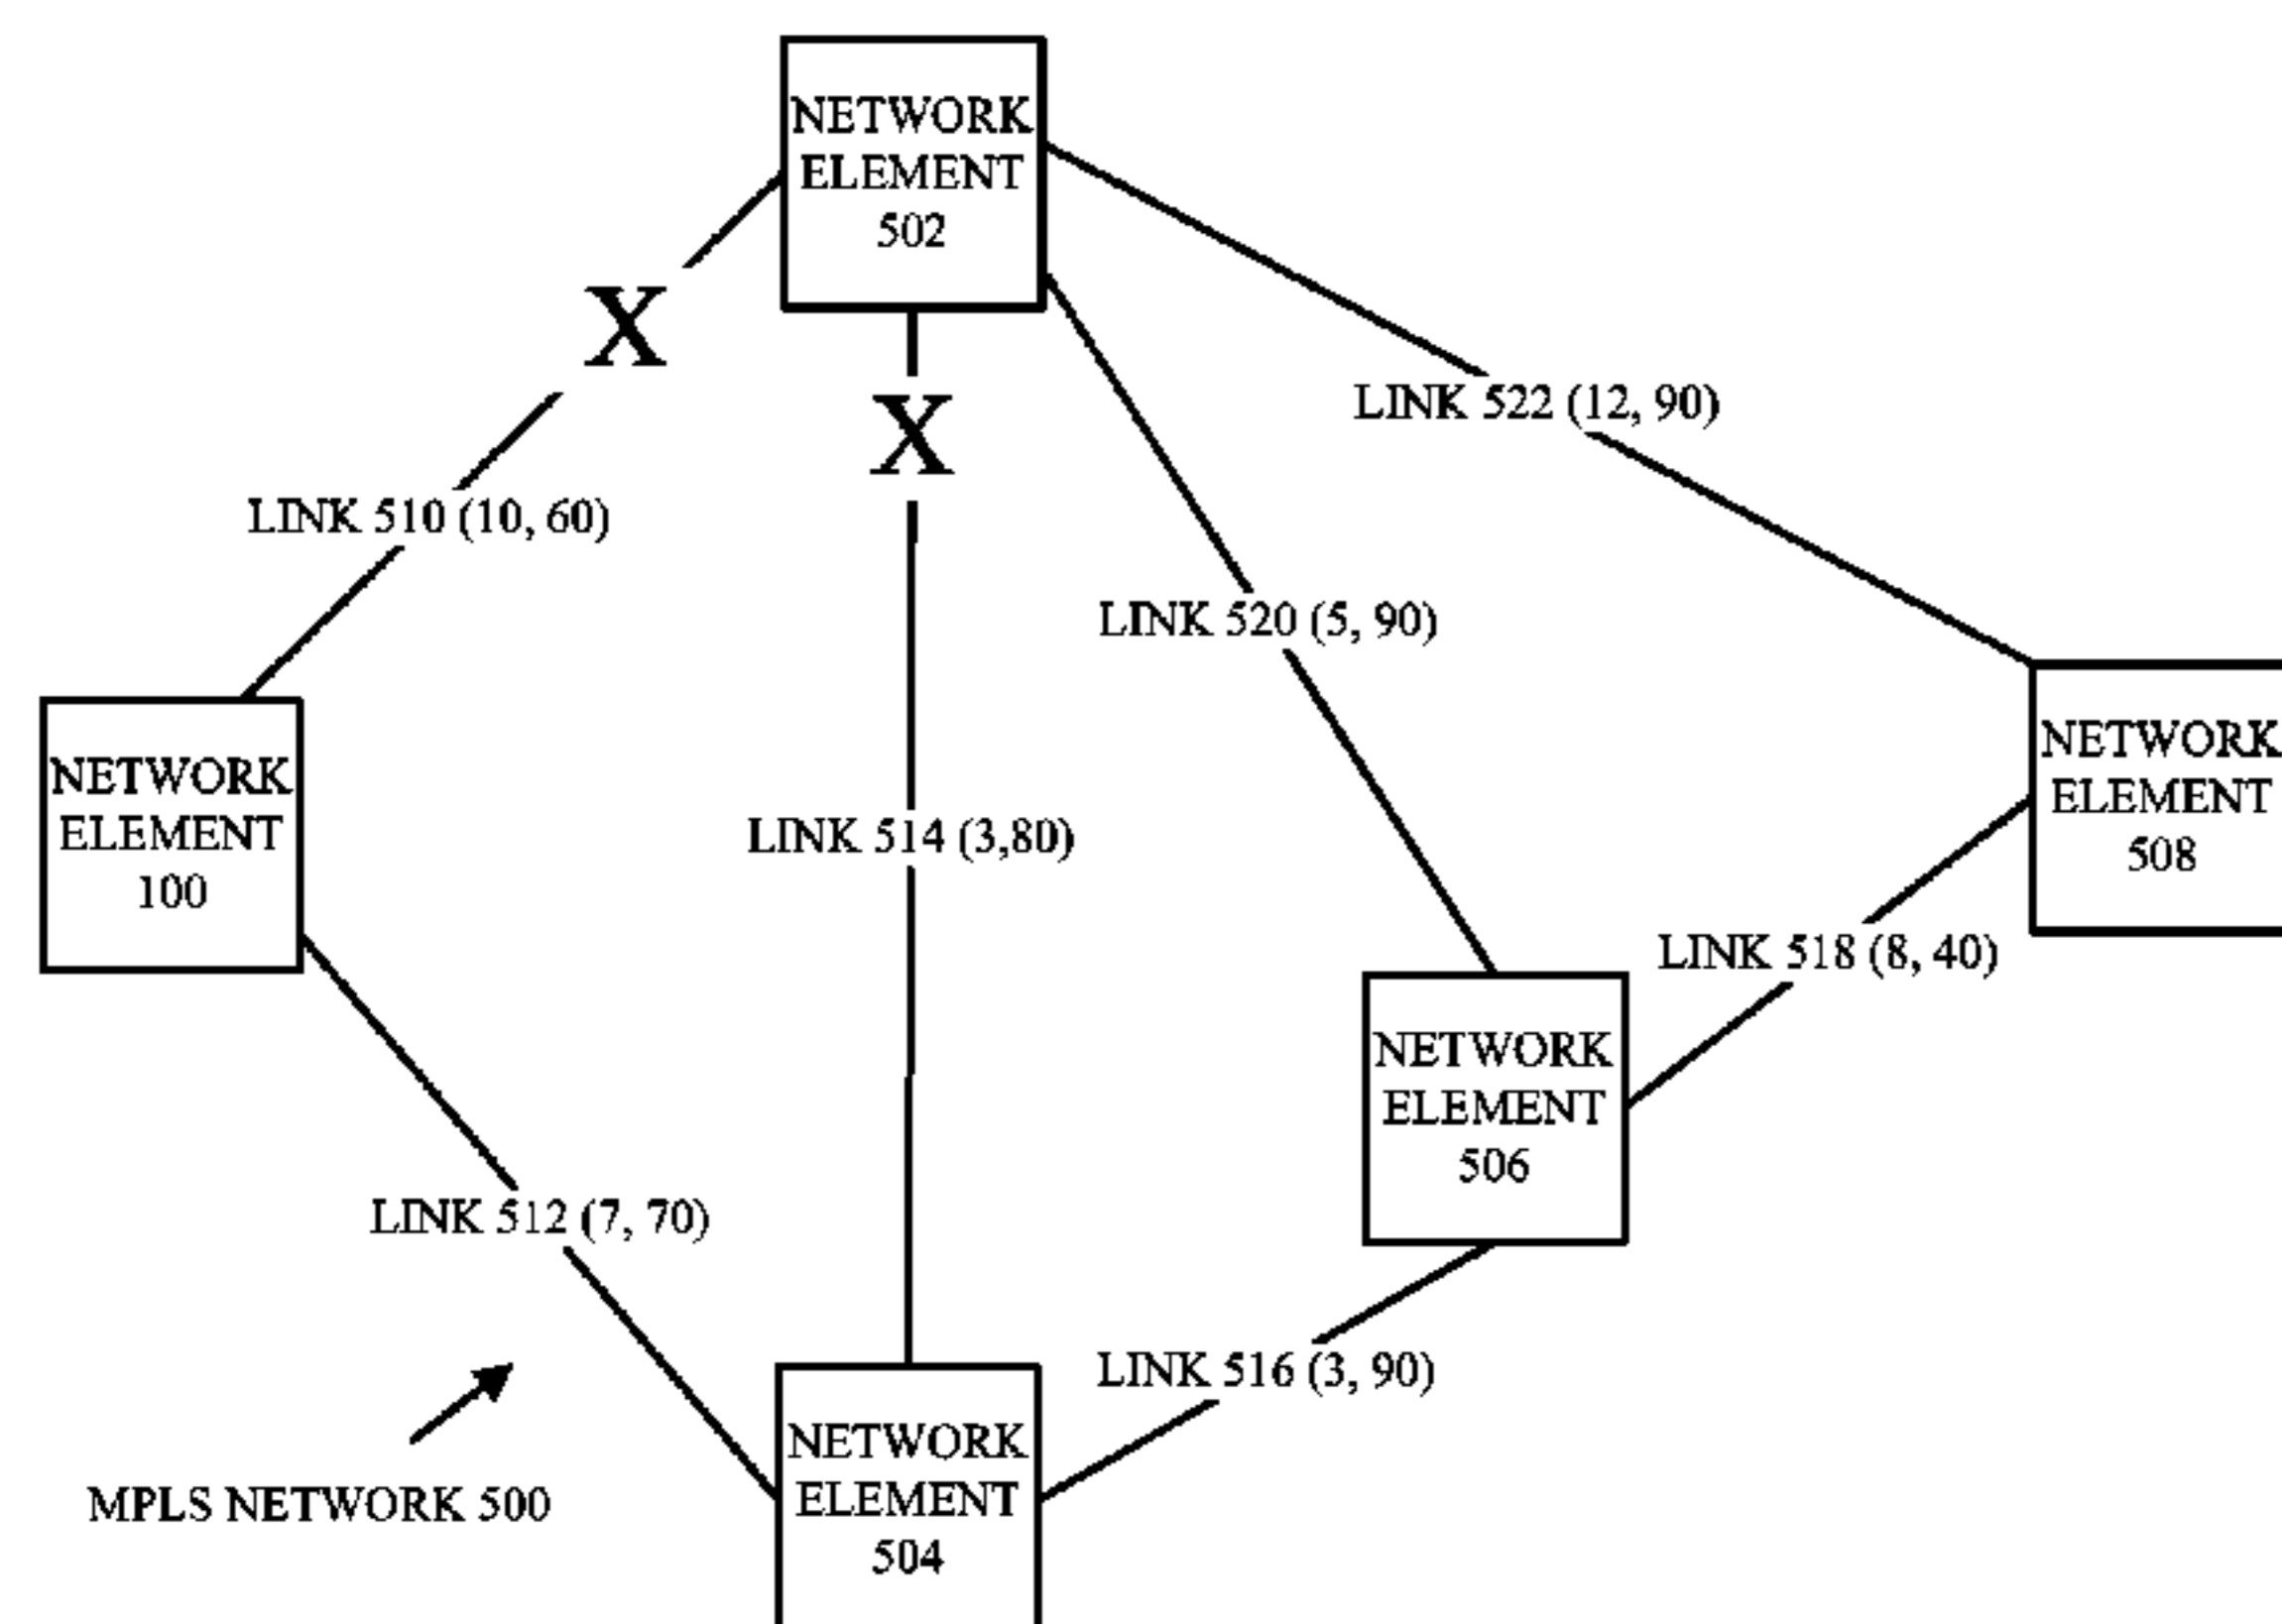 NETWORK
ELEMENT
502
X
X
LINK 522 (12, 90)
LINK 510 (10, 60)
LINK 520 (5, 90)
NETWORK
ELEMENT
100
LINK 514 (3,80)
NETWORK
ELEMENT
508
LINK 518 (8, 40)
NETWORK
ELEMENT
506
LINK 512 (7, 70)
LINK 516 (3, 90)
NETWORK
ELEMENT
504
MPLS NETWORK 500